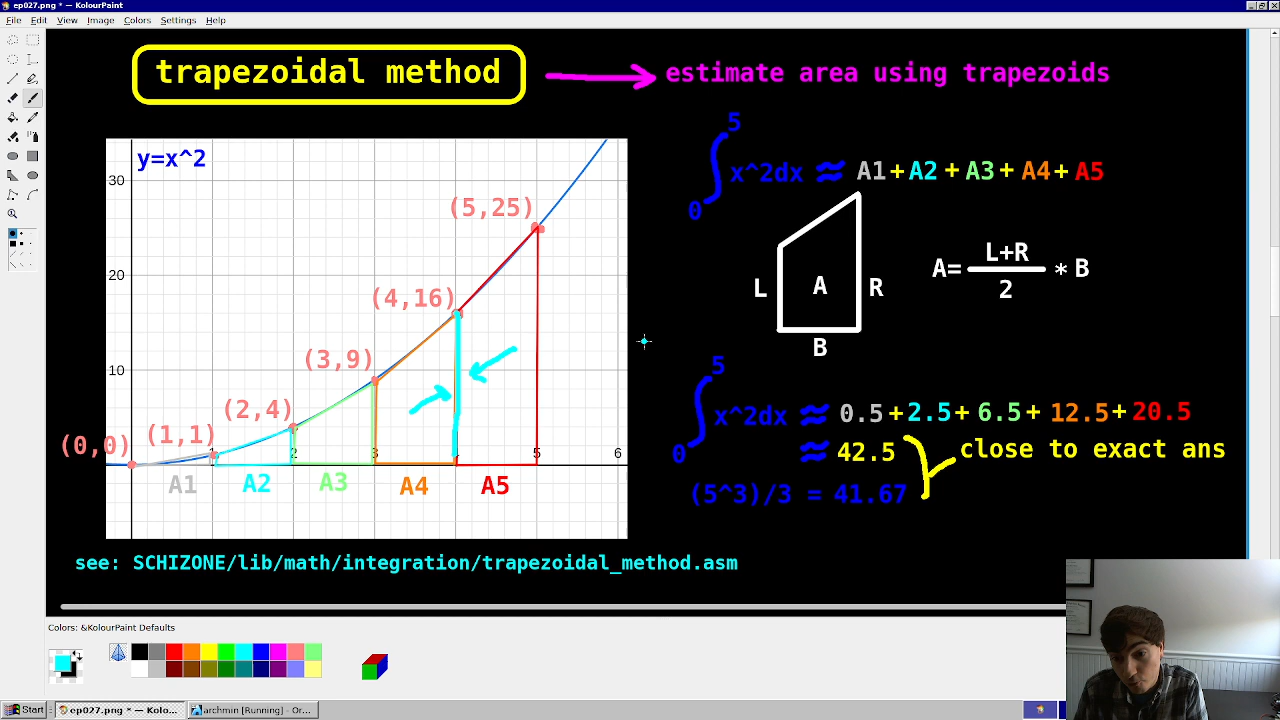 ep027.png * — KolourPaint
File Edit View Image Colors Settings Help
trapezoidal method
estimate area using trapezoids
y=x^2
30
20
10
(5,25)
(4,16)
(3,9)
(2,4)
(1,1)
(0,0)
1 2 3 4 5 6
A1 A2 A3 A4 A5
5
∫ x^2dx ≈ A1+A2+A3+A4+A5
0
L A R
B
A= L+R
2 * B
5
∫ x^2dx ≈ 0.5+2.5+6.5+12.5+20.5
0
≈ 42.5
close to exact ans
(5^3)/3 = 41.67
see: SCHIZONE/lib/math/integration/trapezoidal_method.asm
Colors: &KolourPaint Defaults
Start ep027.png * — Kolo... archmin [Running] - Or...